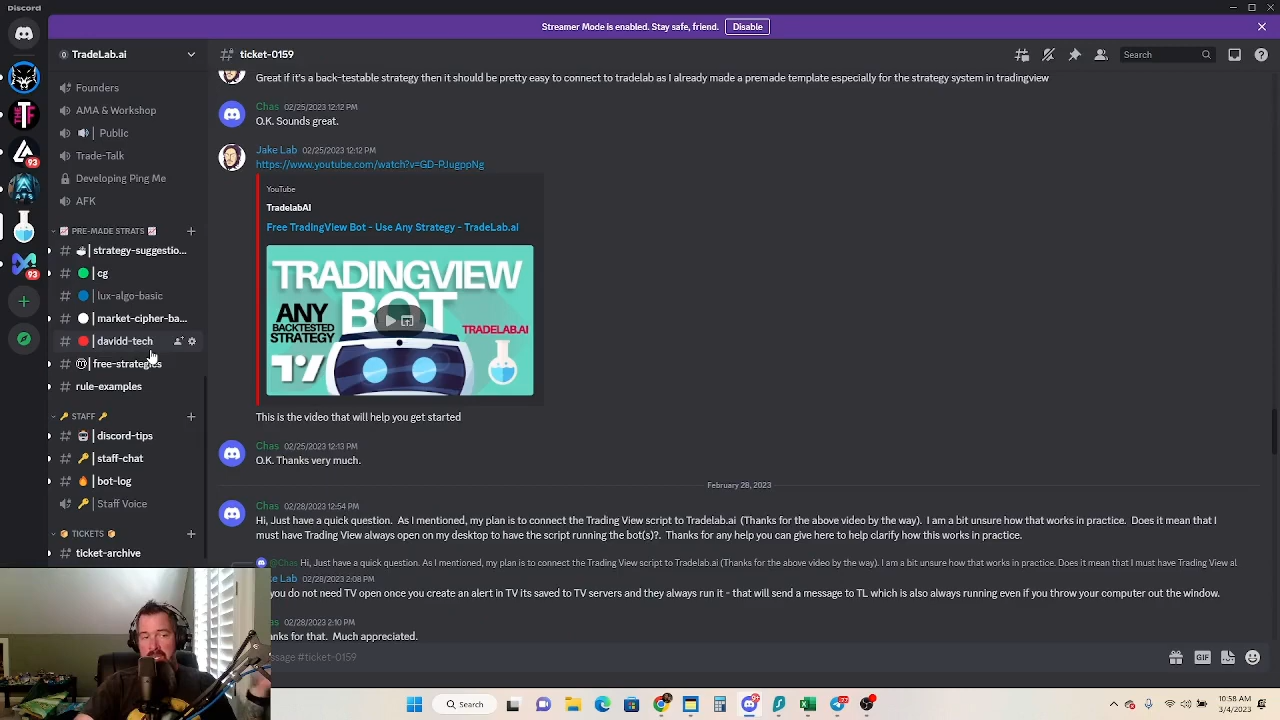 Discord
Streamer Mode is enabled. Stay safe, friend. Disable
TradeLab.ai
ticket-0159
Search
Founders
AMA & Workshop
Public
Trade-Talk
Developing Ping Me
AFK
PRE-MADE STRATS
strategy-suggestio...
cg
lux-algo-basic
market-cipher-ba...
davidd-tech
free-strategies
rule-examples
STAFF
discord-tips
staff-chat
bot-log
Staff Voice
TICKETS
ticket-archive
93
93
THE
ATS
Great if it's a back-testable strategy then it should be pretty easy to connect to tradelab as I already made a premade template especially for the strategy system in tradingview
Chas 02/25/2023 12:12 PM
O.K. Sounds great.
Jake Lab 02/25/2023 12:12 PM
https://www.youtube.com/watch?v=GD-PJugppNg
YouTube
TradelabAI
Free TradingView Bot - Use Any Strategy - TradeLab.ai
TRADINGVIEW
BOT
ANY
BACKTESTED
STRATEGY
TRADELAB.AI
This is the video that will help you get started
Chas 02/25/2023 12:13 PM
O.K. Thanks very much.
February 28, 2023
Chas 02/28/2023 12:54 PM
Hi, Just have a quick question. As I mentioned, my plan is to connect the Trading View script to Tradelab.ai (Thanks for the above video by the way). I am a bit unsure how that works in practice. Does it mean that I
must have Trading View always open on my desktop to have the script running the bot(s)?. Thanks for any help you can give here to help clarify how this works in practice.
@Chas Hi, Just have a quick question. As I mentioned, my plan is to connect the Trading View script to Tradelab.ai (Thanks for the above video by the way). I am a bit unsure how that works in practice. Does it mean that I must have Trading View al
Lab 02/28/2023 2:08 PM
you do not need TV open once you create an alert in TV its saved to TV servers and they always run it - that will send a message to TL which is also always running even if you throw your computer out the window.
02/28/2023 2:10 PM
for that. Much appreciated.
#ticket-0159
GIF
Search
10:38 AM
3/4/2023